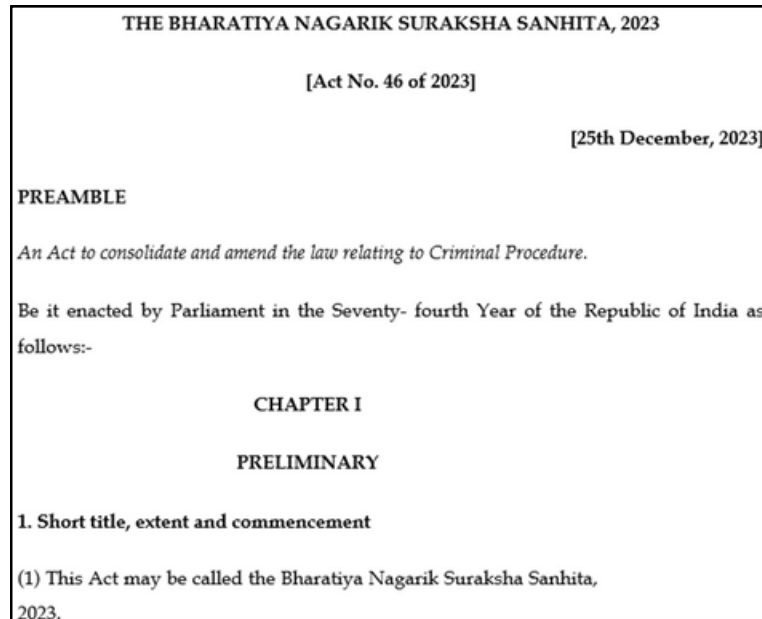 THE BHARATIYA NAGARIK SURAKSHA SANHITA, 2023
[Act No. 46 of 2023]
[25th December, 2023]
PREAMBLE
An Act to consolidate and amend the law relating to Criminal Procedure.
Be it enacted by Parliament in the Seventy- fourth Year of the Republic of India as
follows:-
CHAPTER I
PRELIMINARY
1. Short title, extent and commencement
(1) This Act may be called the Bharatiya Nagarik Suraksha Sanhita,
2023.